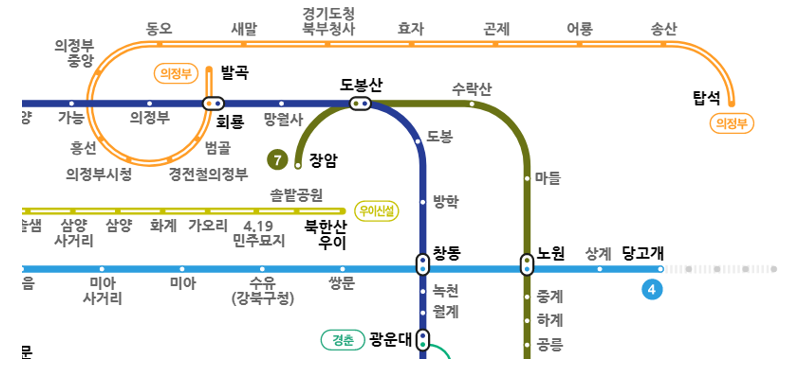 경기도청
동오
새말
북부청사
효자
곤제
어룡
송산
의정부
중앙
의정부
발곡
도봉산
수락산
탑석
양
가능
의정부
회룡
망월사
의정부
흥선
범골
도봉
7
장암
의정부시청
경전철의정부
마들
솔밭공원
방학
우이신설
솔샘
삼양
사거리
삼양
화계
가오리
4.19
민주묘지
북한산
우이
창동
노원
상계
당고개
음
미아
사거리
미아
수유
(강북구청)
쌍문
녹천
중계
4
월계
하계
경춘
광운대
공릉
문